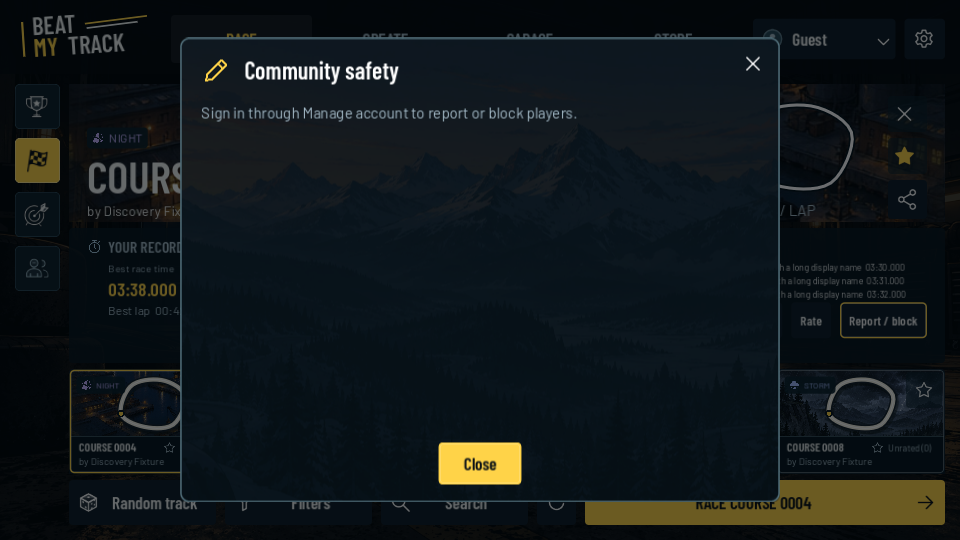 BEAT
MY TRACK
RACE
CREATE
GARAGE
STORE
Guest
Community safety
Sign in through Manage account to report or block players.
NIGHT
COURS
by Discovery Fix
/ LAP
YOUR RECORD
Best race time
03:38.000
Best lap 00:4
h a long display name 03:30.000
h a long display name 03:31.000
h a long display name 03:32.000
Rate
Report / block
NIGHT
COURSE 0004
by Discovery Fixture
STORM
COURSE 0008
Unrated (0)
by Discovery Fixture
Close
Random track
Filters
Search
RACE COURSE 0004